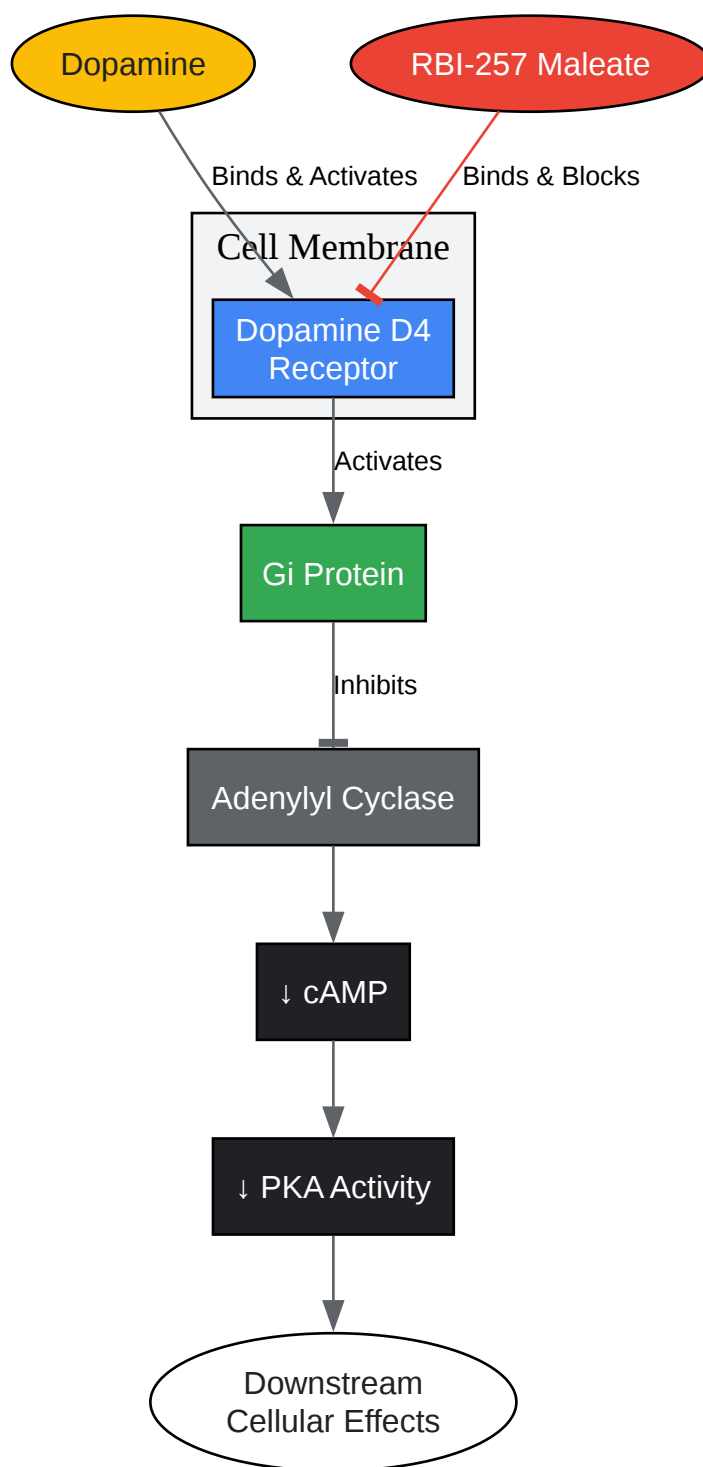 Dopamine
RBI-257 Maleate
Binds & Activates
Binds & Blocks
Cell Membrane
Dopamine D4
Receptor
Activates
Gi Protein
Inhibits
Adenylyl Cyclase
↓ cAMP
↓ PKA Activity
Downstream
Cellular Effects